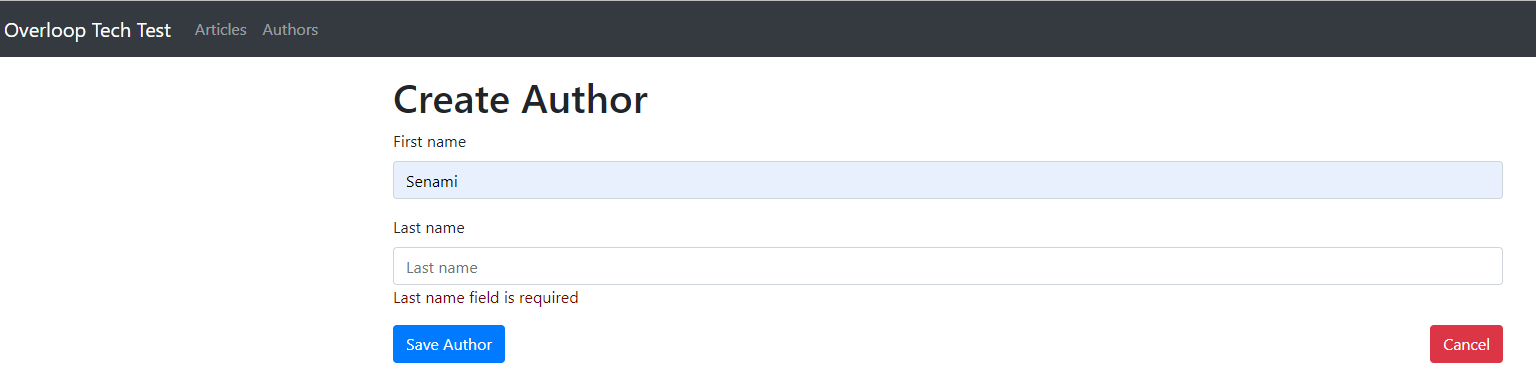 Overloop Tech Test Articles Authors
Create Author
First name
Senami
Last name
Last name
Last name field is required
Save Author Cancel